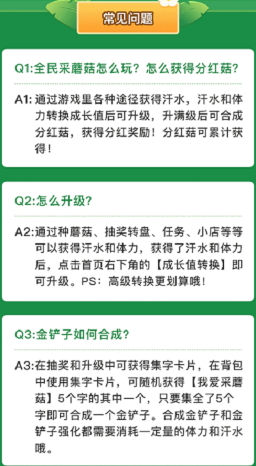 常见问题
Q1:全民采蘑菇怎么玩?怎么获得分红菇?
A1:通过游戏里各种途径获得汗水，汗水和体
力转换成长值后可升级，升满级后可合成
分红菇，获得分红奖励！分红菇可累计获
得！
Q2:怎么升级?
A2:通过种蘑菇、抽奖转盘、任务、小店等等
可以获得汗水和体力，获得了汗水和体力
后，点击首页右下角的【成长值转换】即
可升级。PS：高级转换更划算哦！
Q3:金铲子如何合成?
A3:在抽奖和升级中可获得集字卡片，在背包
中使用集字卡片，可随机获得【我爱采蘑
菇】5个字的其中一个，只要集全了5个
字即可合成一个金铲子。合成金铲子和金
铲子强化都需要消耗一定量的体力和汗水
哦。